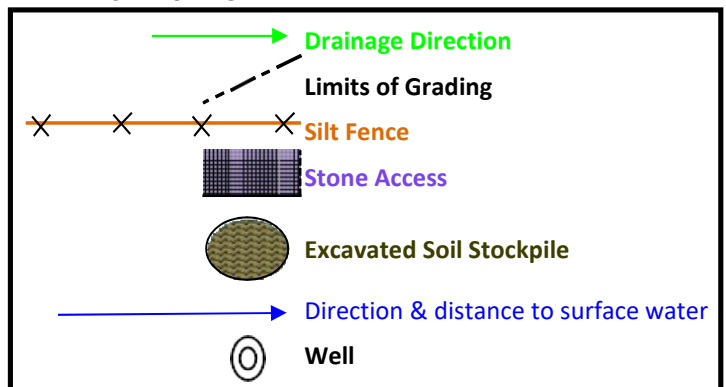 Drainage Direction
Limits of Grading
Silt Fence
Stone Access
Excavated Soil Stockpile
Direction & distance to surface water
Well